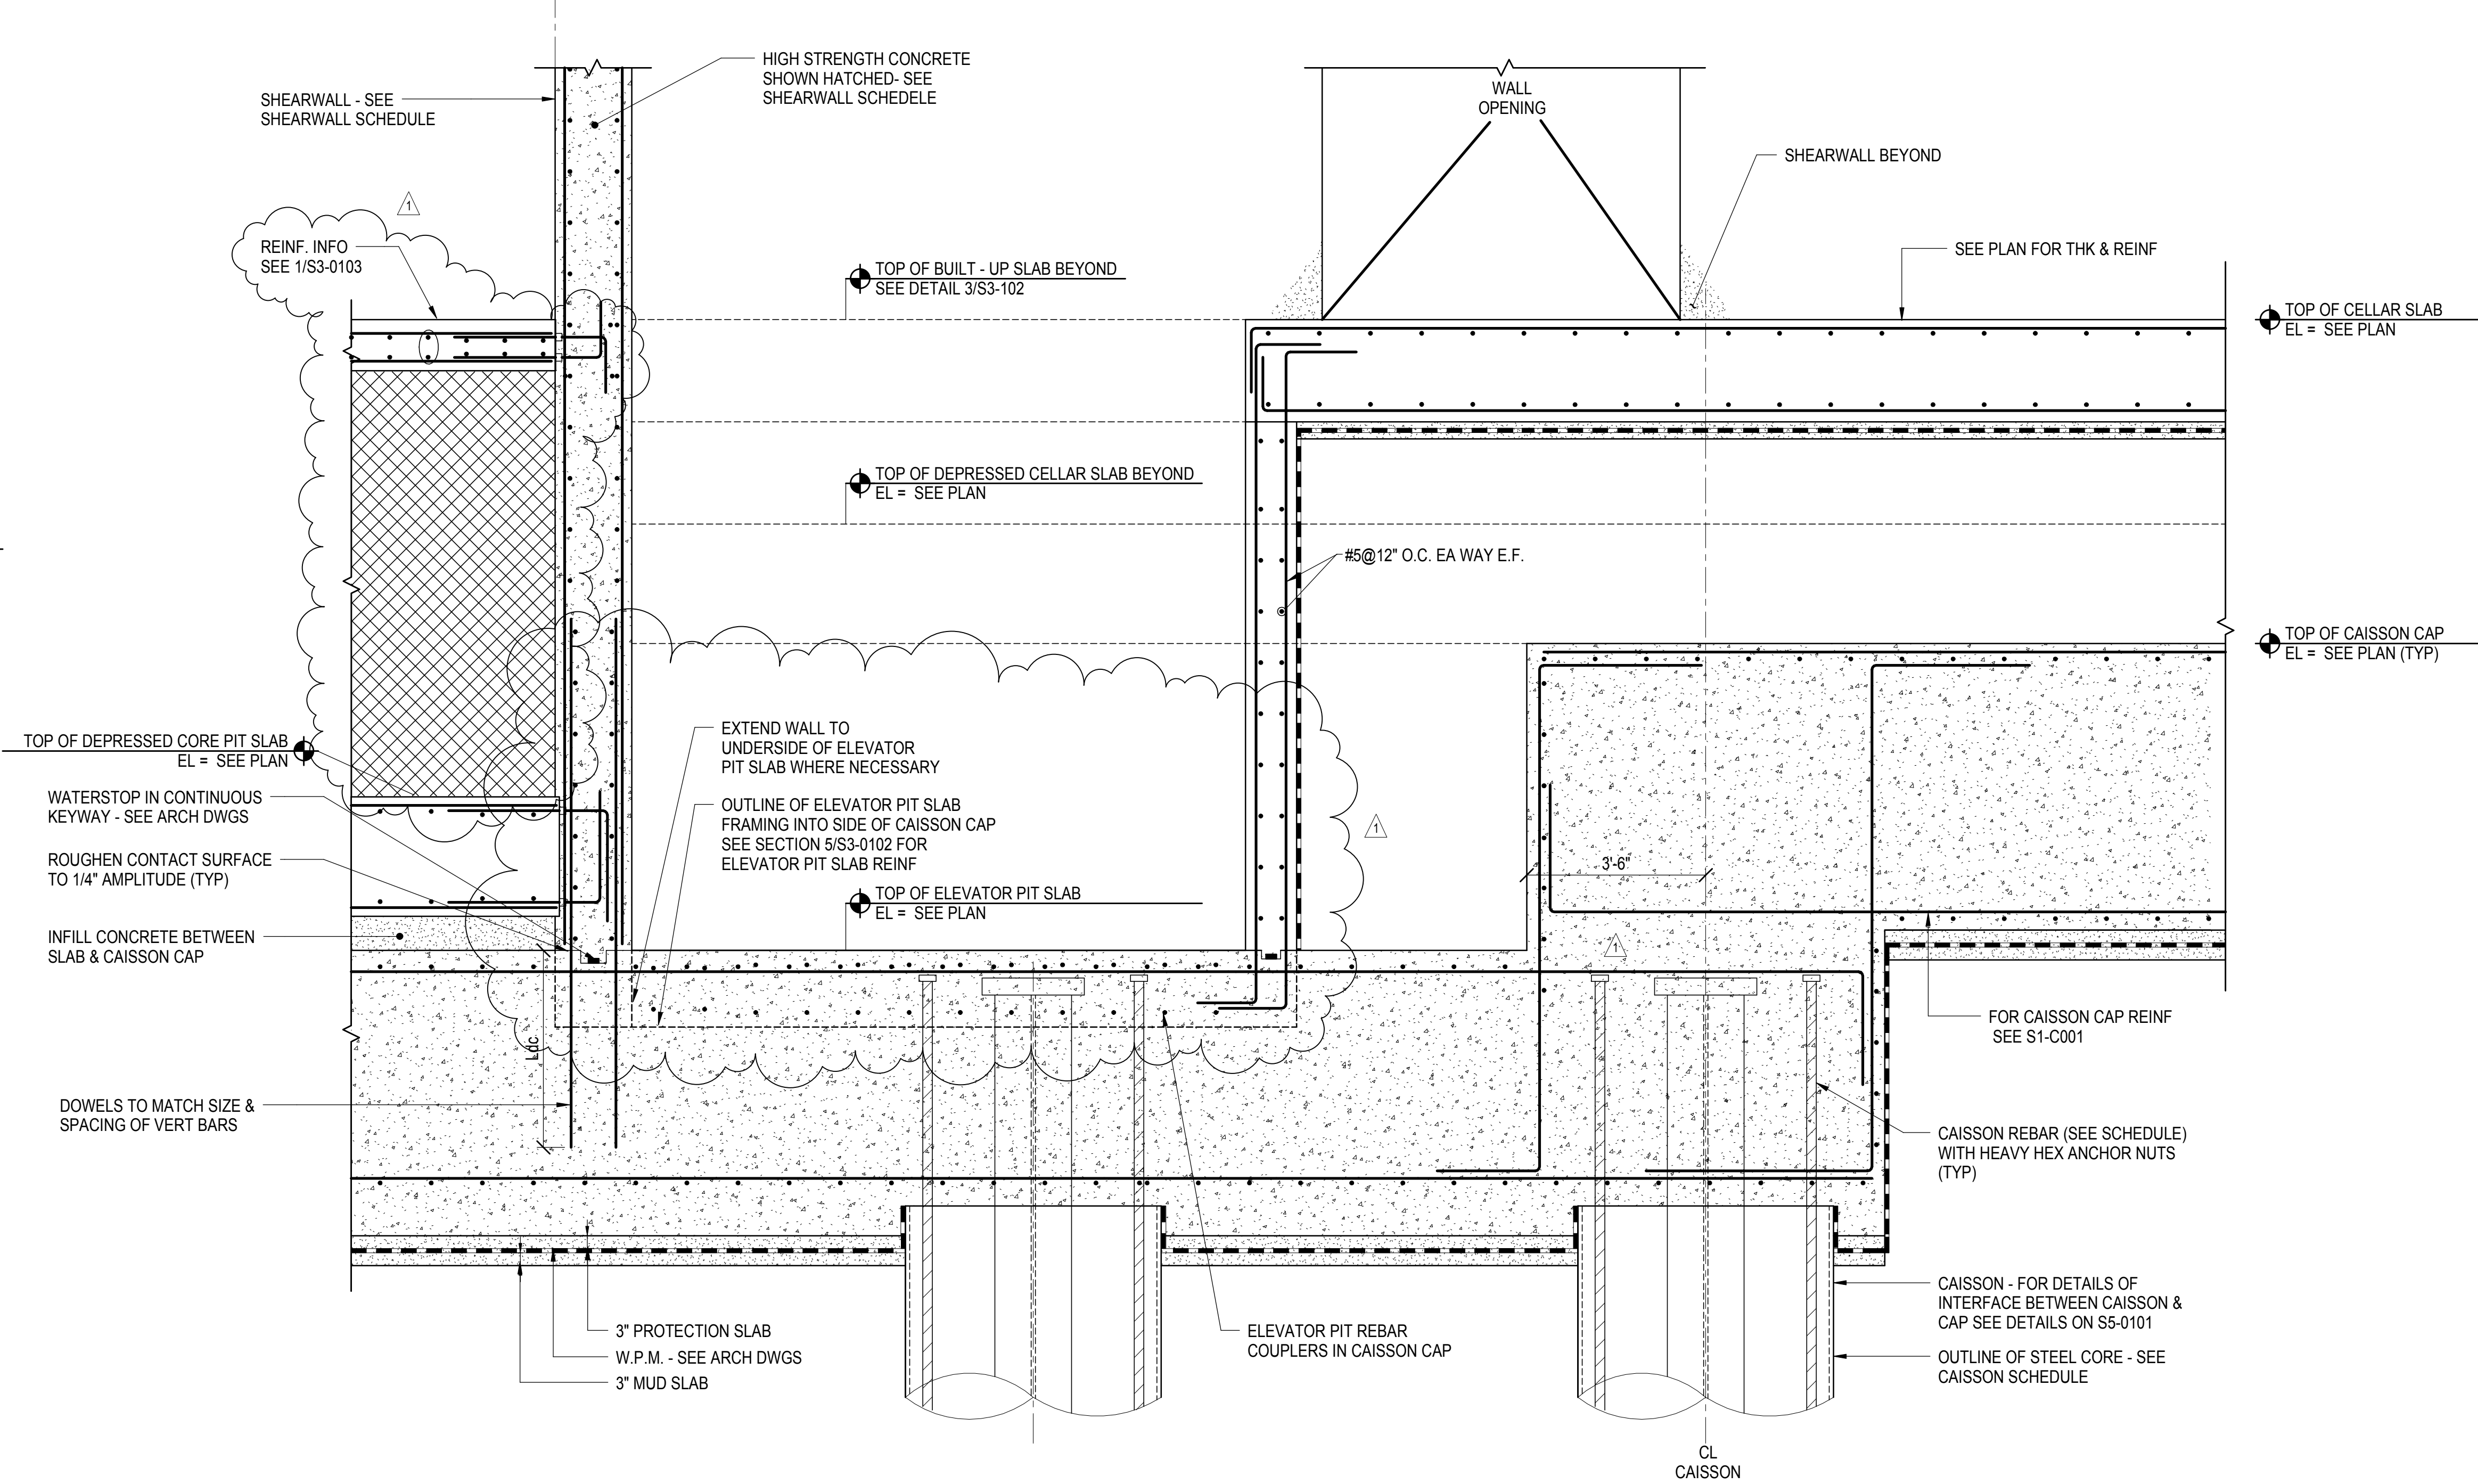 HIGH STRENGTH CONCRETE
SHOWN HATCHED- SEE
SHEARWALL SCHEDELE
SHEARWALL - SEE
SHEARWALL SCHEDULE
WALL
OPENING
SHEARWALL BEYOND
1
REINF. INFO
SEE 1/S3-0103
TOP OF BUILT - UP SLAB BEYOND
SEE DETAIL 3/S3-102
SEE PLAN FOR THK & REINF
TOP OF CELLAR SLAB
EL = SEE PLAN
TOP OF DEPRESSED CELLAR SLAB BEYOND
EL = SEE PLAN
#5@12" O.C. EA WAY E.F.
TOP OF CAISSON CAP
EL = SEE PLAN (TYP)
TOP OF DEPRESSED CORE PIT SLAB
EL = SEE PLAN
EXTEND WALL TO
UNDERSIDE OF ELEVATOR
PIT SLAB WHERE NECESSARY
WATERSTOP IN CONTINUOUS
KEYWAY - SEE ARCH DWGS
OUTLINE OF ELEVATOR PIT SLAB
FRAMING INTO SIDE OF CAISSON CAP
SEE SECTION 5/S3-0102 FOR
ELEVATOR PIT SLAB REINF
1
ROUGHEN CONTACT SURFACE
TO 1/4" AMPLITUDE (TYP)
3'-6"
TOP OF ELEVATOR PIT SLAB
EL = SEE PLAN
INFILL CONCRETE BETWEEN
SLAB & CAISSON CAP
1
FOR CAISSON CAP REINF
SEE S1-C001
Ldc
DOWELS TO MATCH SIZE &
SPACING OF VERT BARS
CAISSON REBAR (SEE SCHEDULE)
WITH HEAVY HEX ANCHOR NUTS
(TYP)
CAISSON - FOR DETAILS OF
INTERFACE BETWEEN CAISSON &
CAP SEE DETAILS ON S5-0101
3" PROTECTION SLAB
W.P.M. - SEE ARCH DWGS
3" MUD SLAB
ELEVATOR PIT REBAR
COUPLERS IN CAISSON CAP
OUTLINE OF STEEL CORE - SEE
CAISSON SCHEDULE
CL
CAISSON